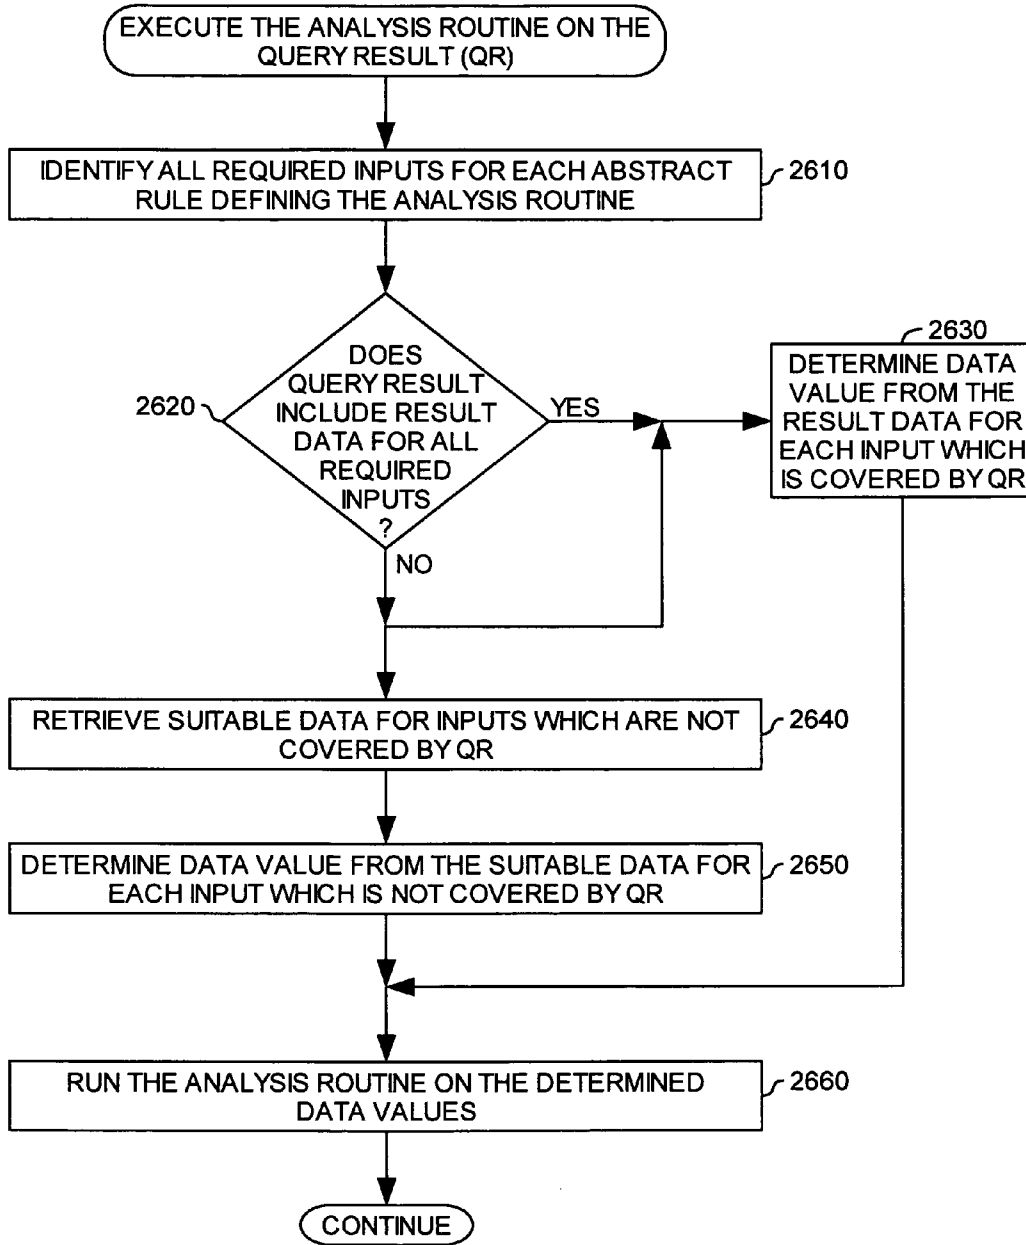 EXECUTE THE ANALYSIS ROUTINE ON THE
QUERY RESULT (QR)
IDENTIFY ALL REQUIRED INPUTS FOR EACH ABSTRACT
RULE DEFINING THE ANALYSIS ROUTINE
2610
DOES
QUERY RESULT
INCLUDE RESULT
DATA FOR ALL
REQUIRED
INPUTS
?
2620
YES
NO
2630
DETERMINE DATA
VALUE FROM THE
RESULT DATA FOR
EACH INPUT WHICH
IS COVERED BY QR
RETRIEVE SUITABLE DATA FOR INPUTS WHICH ARE NOT
COVERED BY QR
2640
DETERMINE DATA VALUE FROM THE SUITABLE DATA FOR
EACH INPUT WHICH IS NOT COVERED BY QR
2650
RUN THE ANALYSIS ROUTINE ON THE DETERMINED
DATA VALUES
2660
CONTINUE